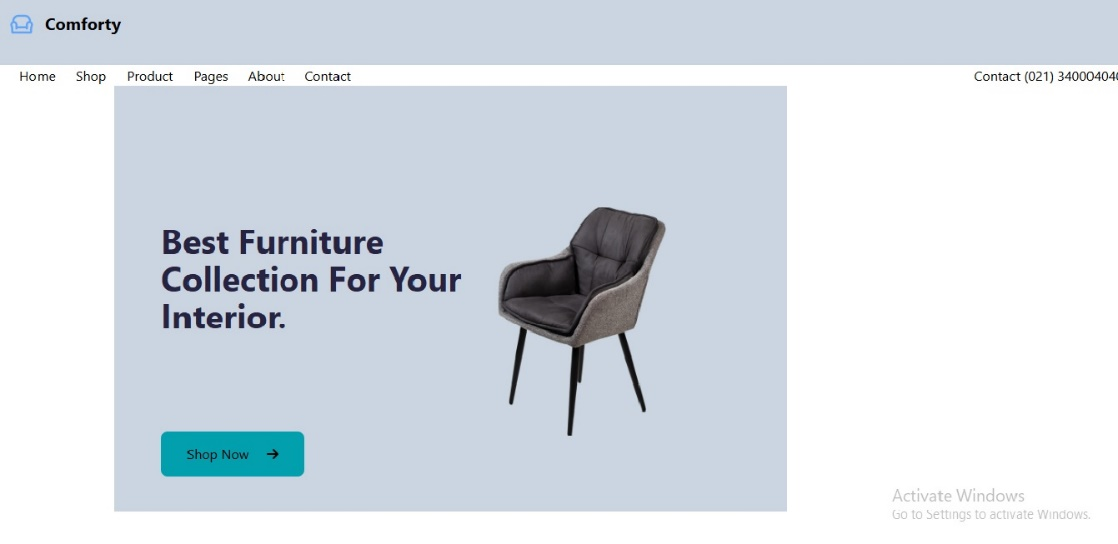 Comforty
Home Shop Product Pages About Contact Contact (021) 34000404
Best Furniture
Collection For Your
Interior.
Shop Now
Activate Windows
Go to Settings to activate Windows.